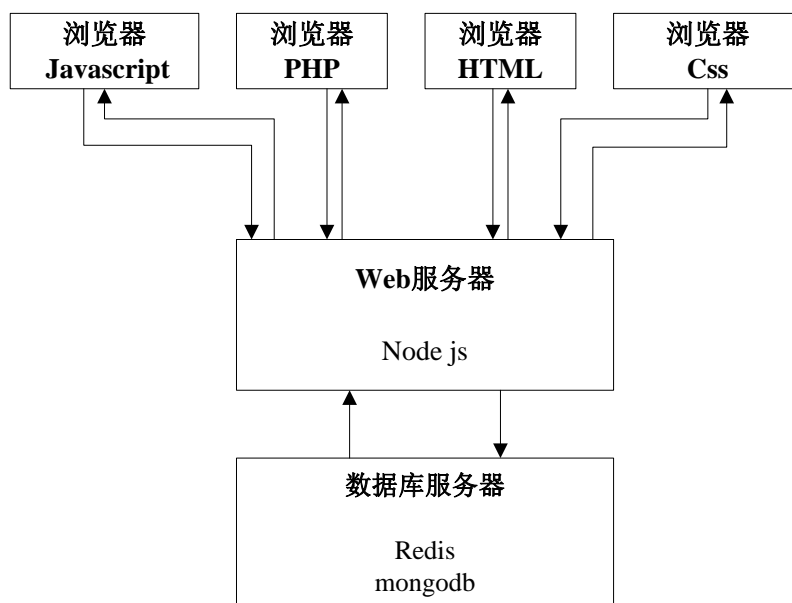 浏览器
Javascript
浏览器
PHP
浏览器
HTML
浏览器
Css
Web服务器
Node js
数据库服务器
Redis
mongodb